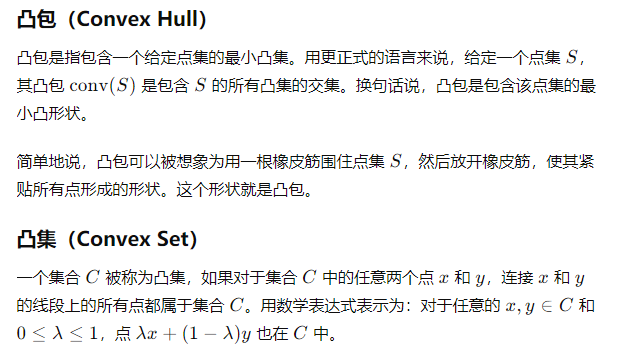 凸包（Convex Hull）
凸包是指包含一个给定点集的最小凸集。用更正式的语言来说，给定一个点集 S，
其凸包 conv(S) 是包含 S 的所有凸集的交集。换句话说，凸包是包含该点集的最
小凸形状。
简单地说，凸包可以被想象为用一根橡皮筋围住点集 S，然后放开橡皮筋，使其紧
贴所有点形成的形状。这个形状就是凸包。
凸集（Convex Set）
一个集合 C 被称为凸集，如果对于集合 C 中的任意两个点 x 和 y，连接 x 和 y
的线段上的所有点都属于集合 C。用数学表达式表示为：对于任意的 x, y ∈ C 和
0 ≤ λ ≤ 1，点 λx + (1 − λ)y 也在 C 中。